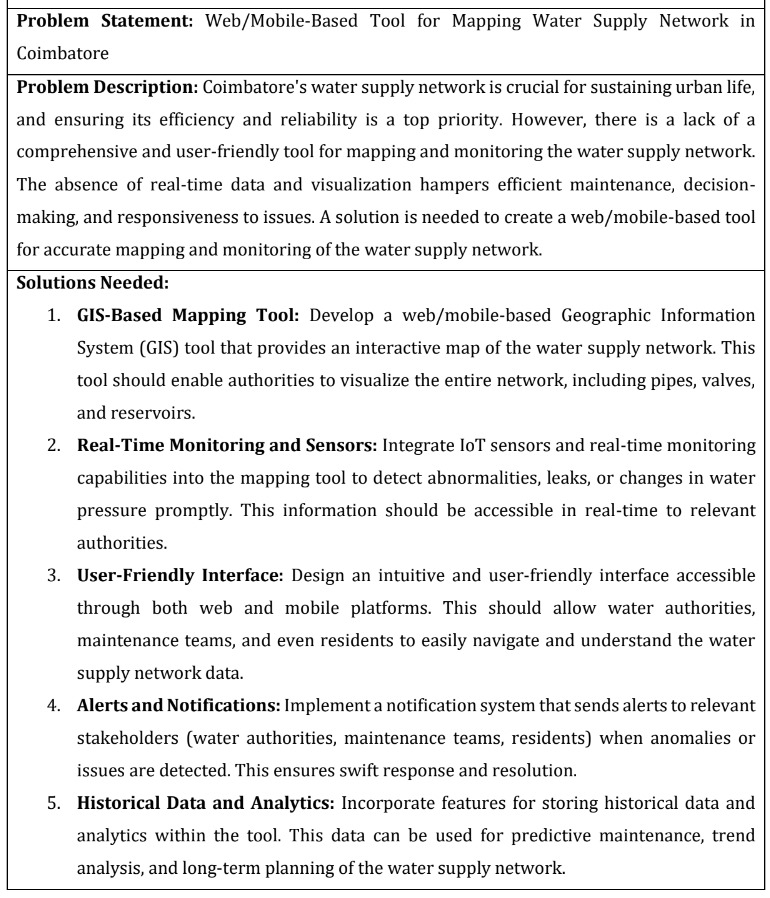 Problem Statement: Web/Mobile-Based Tool for Mapping Water Supply Network in
Coimbatore
Problem Description: Coimbatore's water supply network is crucial for sustaining urban life,
and ensuring its efficiency and reliability is a top priority. However, there is a lack of a
comprehensive and user-friendly tool for mapping and monitoring the water supply network.
The absence of real-time data and visualization hampers efficient maintenance, decision-
making, and responsiveness to issues. A solution is needed to create a web/mobile-based tool
for accurate mapping and monitoring of the water supply network.
Solutions Needed:
1. GIS-Based Mapping Tool: Develop a web/mobile-based Geographic Information
System (GIS) tool that provides an interactive map of the water supply network. This
tool should enable authorities to visualize the entire network, including pipes, valves,
and reservoirs.
2. Real-Time Monitoring and Sensors: Integrate IoT sensors and real-time monitoring
capabilities into the mapping tool to detect abnormalities, leaks, or changes in water
pressure promptly. This information should be accessible in real-time to relevant
authorities.
3. User-Friendly Interface: Design an intuitive and user-friendly interface accessible
through both web and mobile platforms. This should allow water authorities,
maintenance teams, and even residents to easily navigate and understand the water
supply network data.
4. Alerts and Notifications: Implement a notification system that sends alerts to relevant
stakeholders (water authorities, maintenance teams, residents) when anomalies or
issues are detected. This ensures swift response and resolution.
5. Historical Data and Analytics: Incorporate features for storing historical data and
analytics within the tool. This data can be used for predictive maintenance, trend
analysis, and long-term planning of the water supply network.